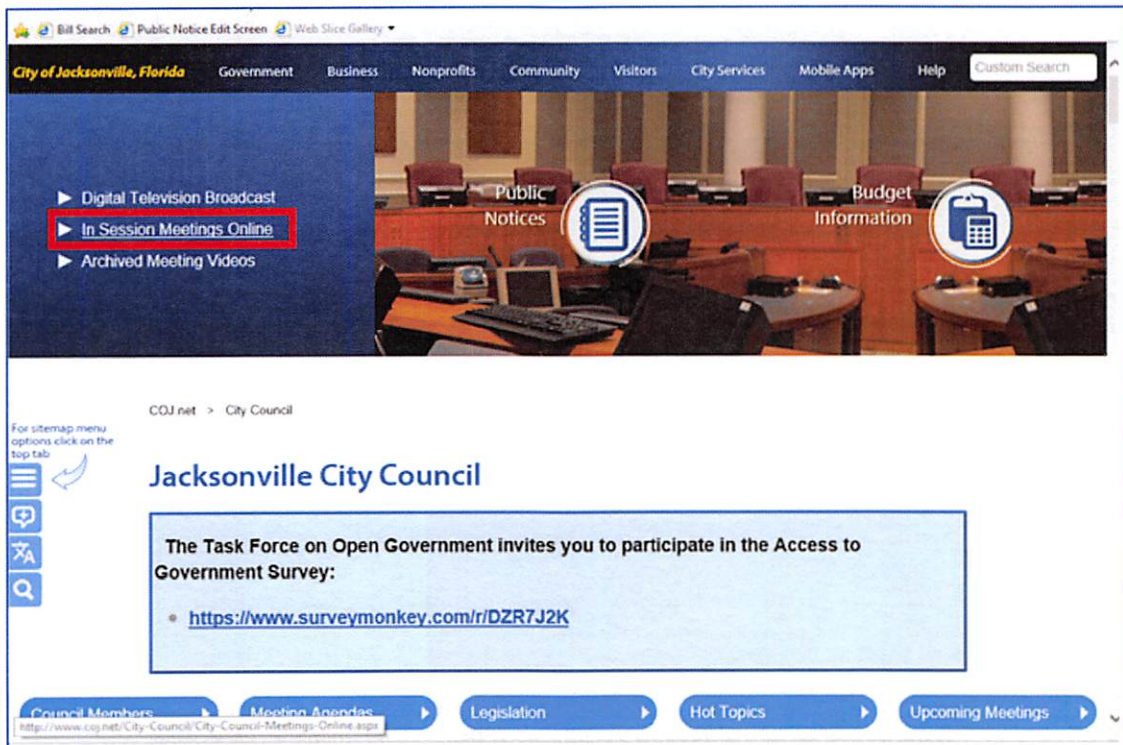 Bill Search Public Notice Edit Screen Web Slice Gallery
City of Jacksonville, Florida Government Business Nonprofits Community Visitors City Services Mobile Apps Help Custom Search
Digital Television Broadcast
In Session Meetings Online
Archived Meeting Videos
Public
Notices
Budget
Information
COJ.net > City Council
For sitemap menu
options click on the
top tab
Jacksonville City Council
The Task Force on Open Government invites you to participate in the Access to
Government Survey:
https://www.surveymonkey.com/r/DZR7J2K
Council Members Meeting Agendas Legislation Hot Topics Upcoming Meetings
http://www.coj.net/City-Council/City-Council-Meetings-Online.aspx